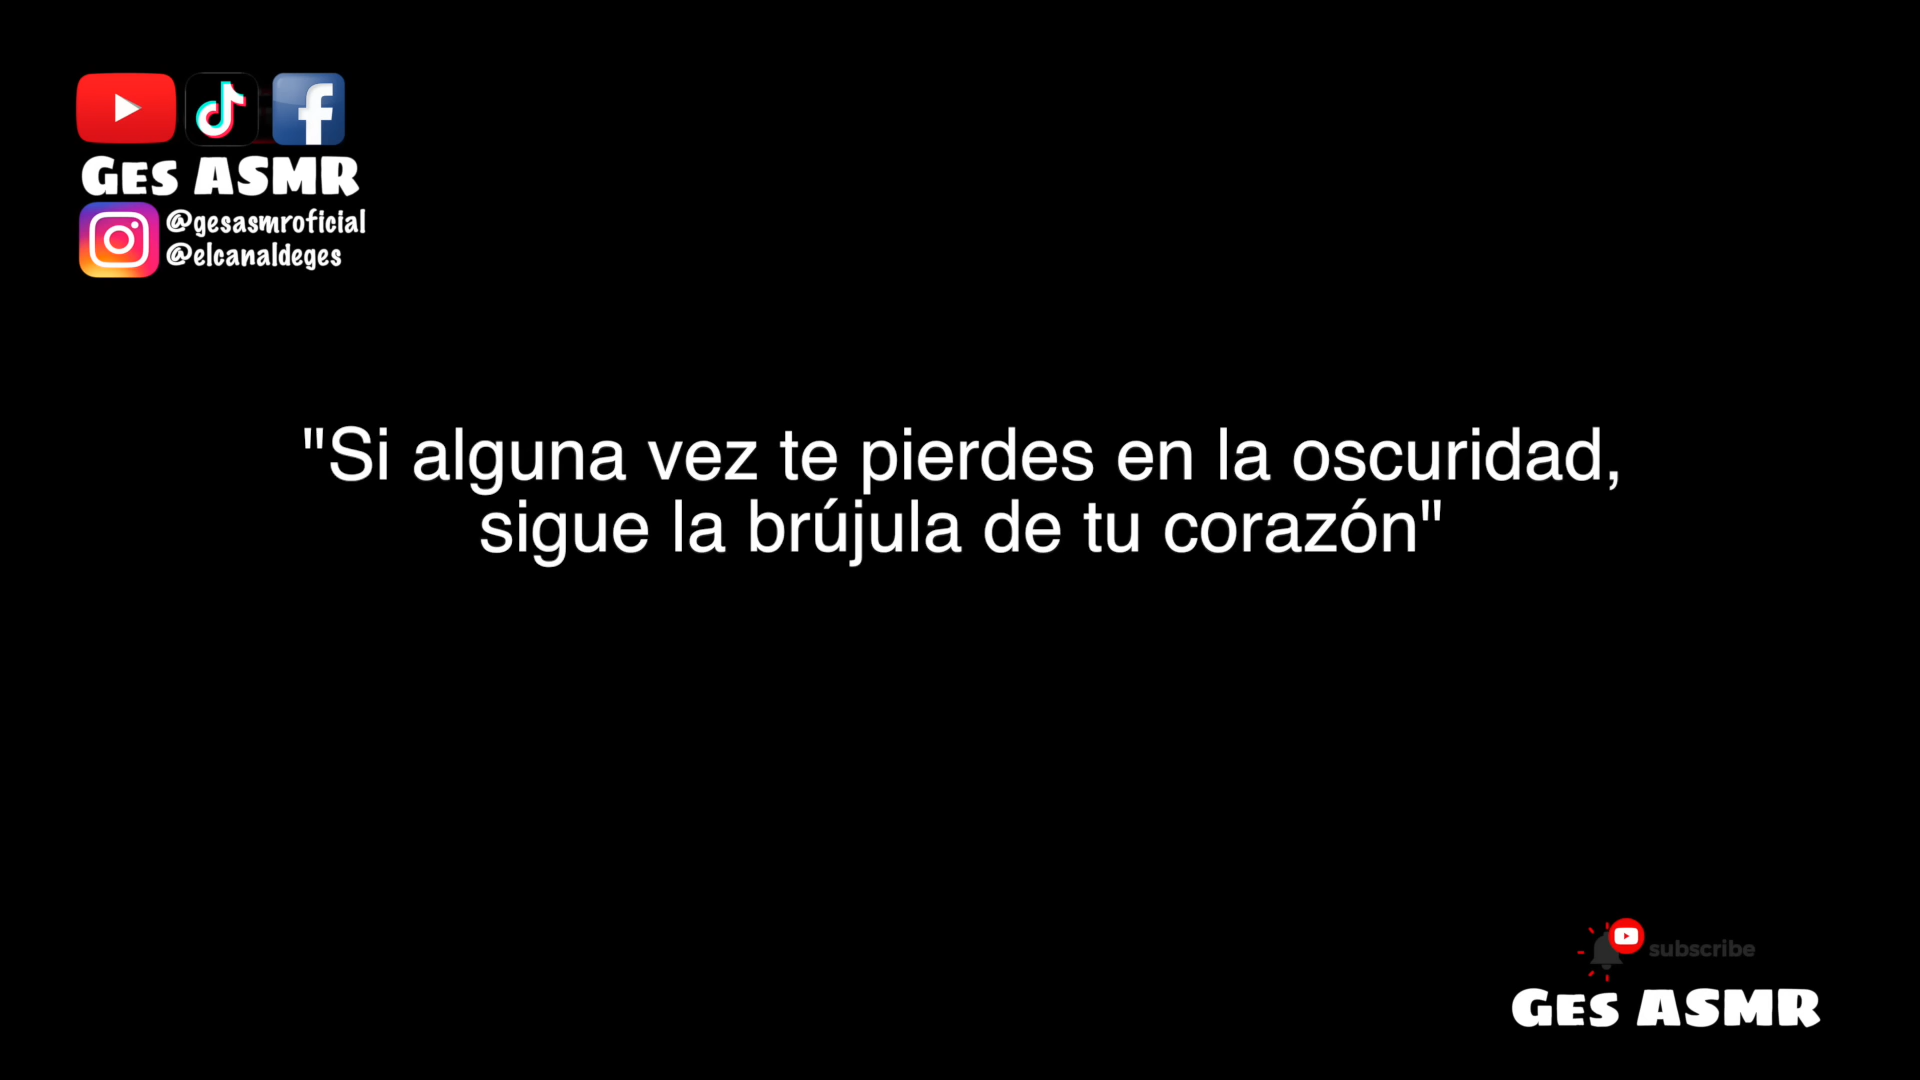 Ges ASMR
@gesasmroficial
@elcanaldeges
"Si alguna vez te pierdes en la oscuridad,
sigue la brújula de tu corazón"
subscribe
Ges ASMR